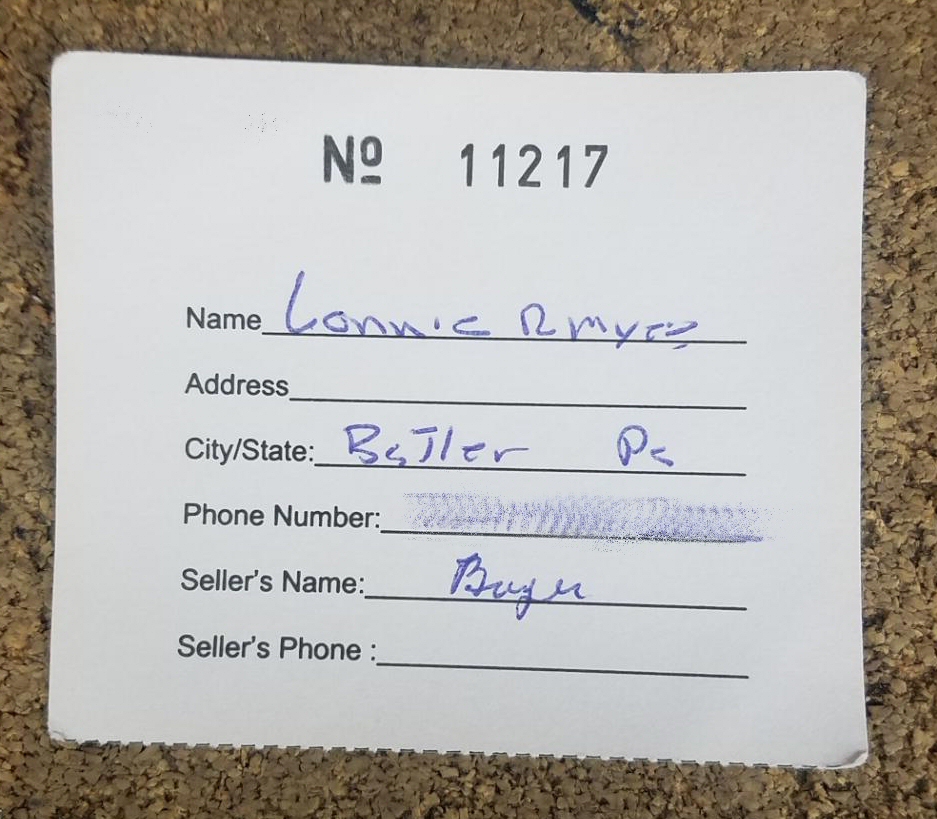 Nº 11217
Name Lonnie R Myers
Address
City/State: Butler Pa
Phone Number:
Seller's Name: Buyer
Seller's Phone :